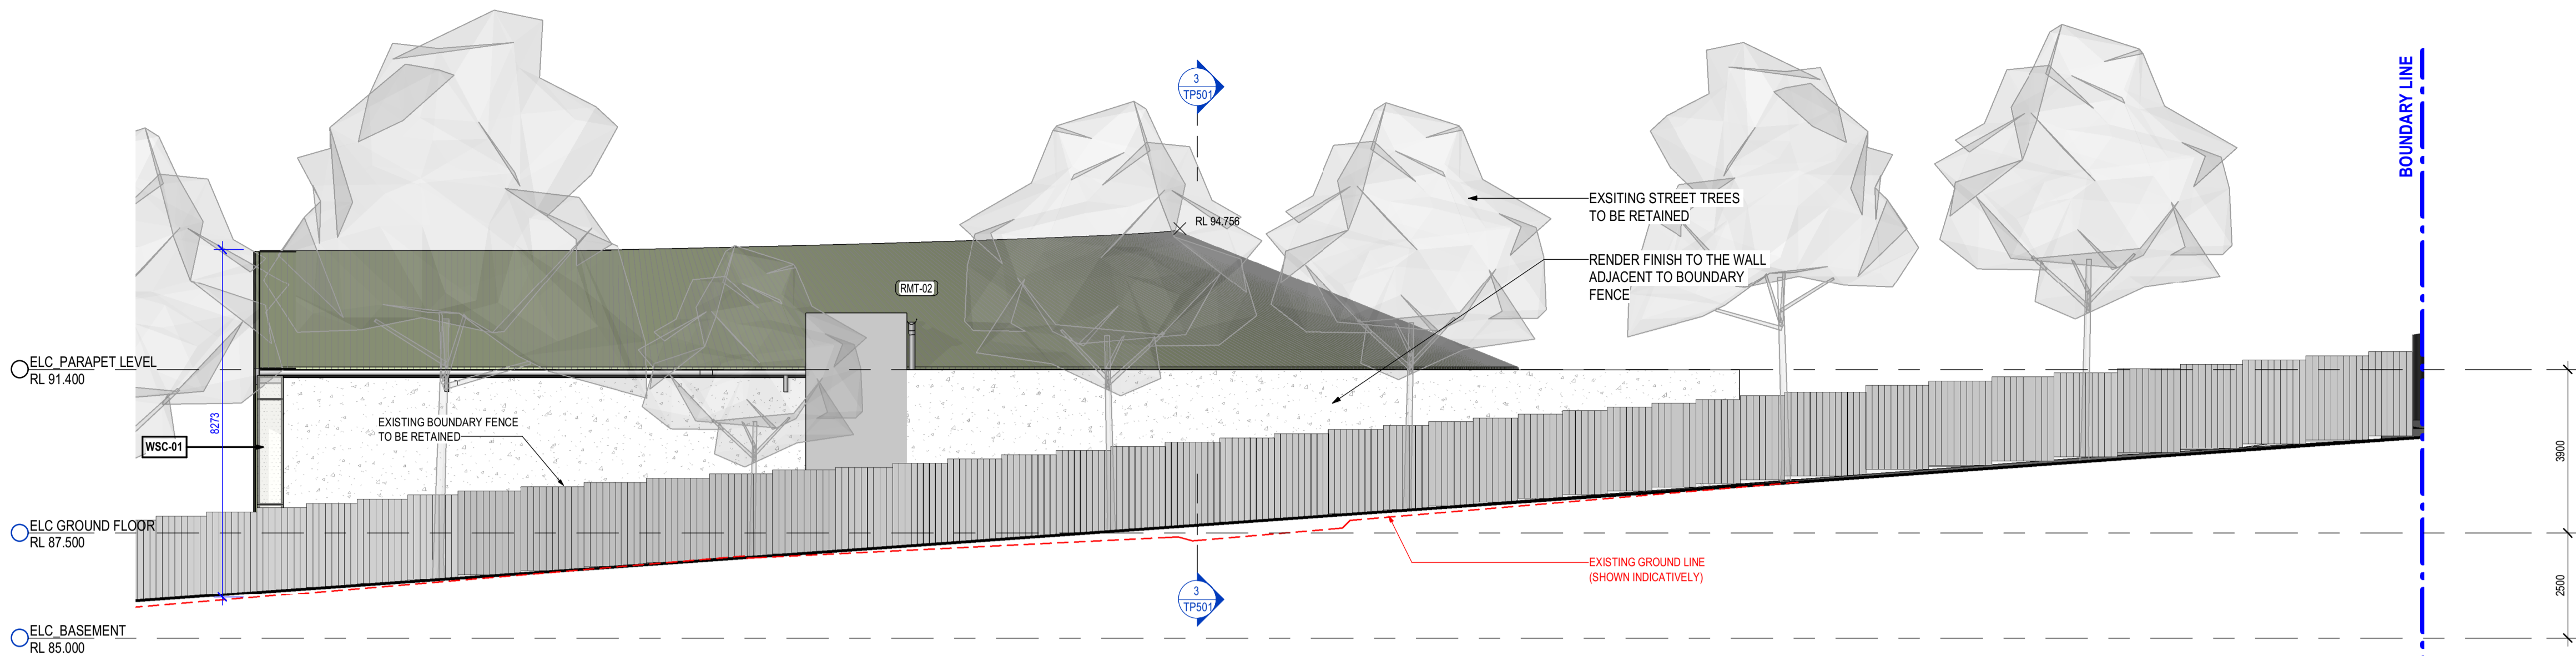 3
TP501
BOUNDARY LINE
EXSITING STREET TREES
TO BE RETAINED
RL 94.756
RENDER FINISH TO THE WALL
ADJACENT TO BOUNDARY
FENCE
RMT-02
ELC_PARAPET LEVEL
RL 91.400
8273
EXISTING BOUNDARY FENCE
TO BE RETAINED
WSC-01
3900
ELC GROUND FLOOR
RL 87.500
EXISTING GROUND LINE
(SHOWN INDICATIVELY)
2500
3
TP501
ELC_BASEMENT
RL 85.000